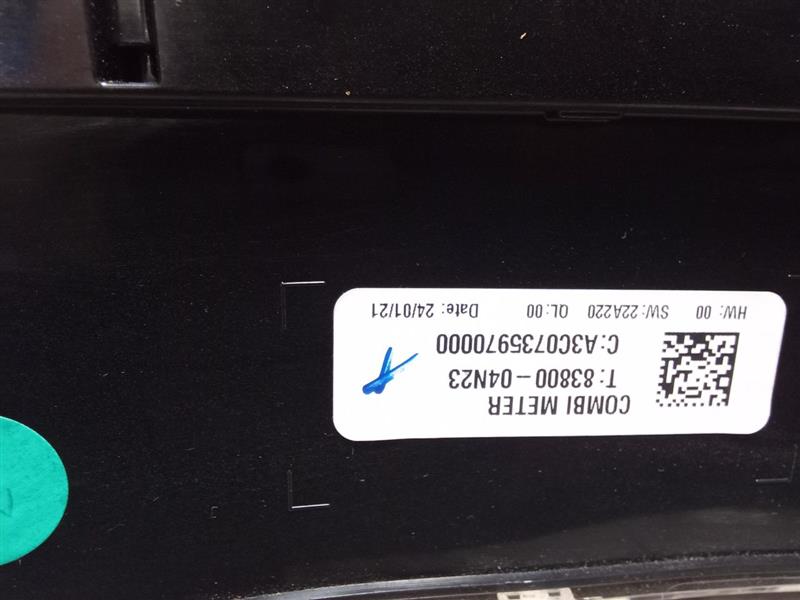 COMBI METER
T:83800-04N23
C:A3C0735970000
HW: 00 SW:22A220 QL:00 Date: 24/01/21